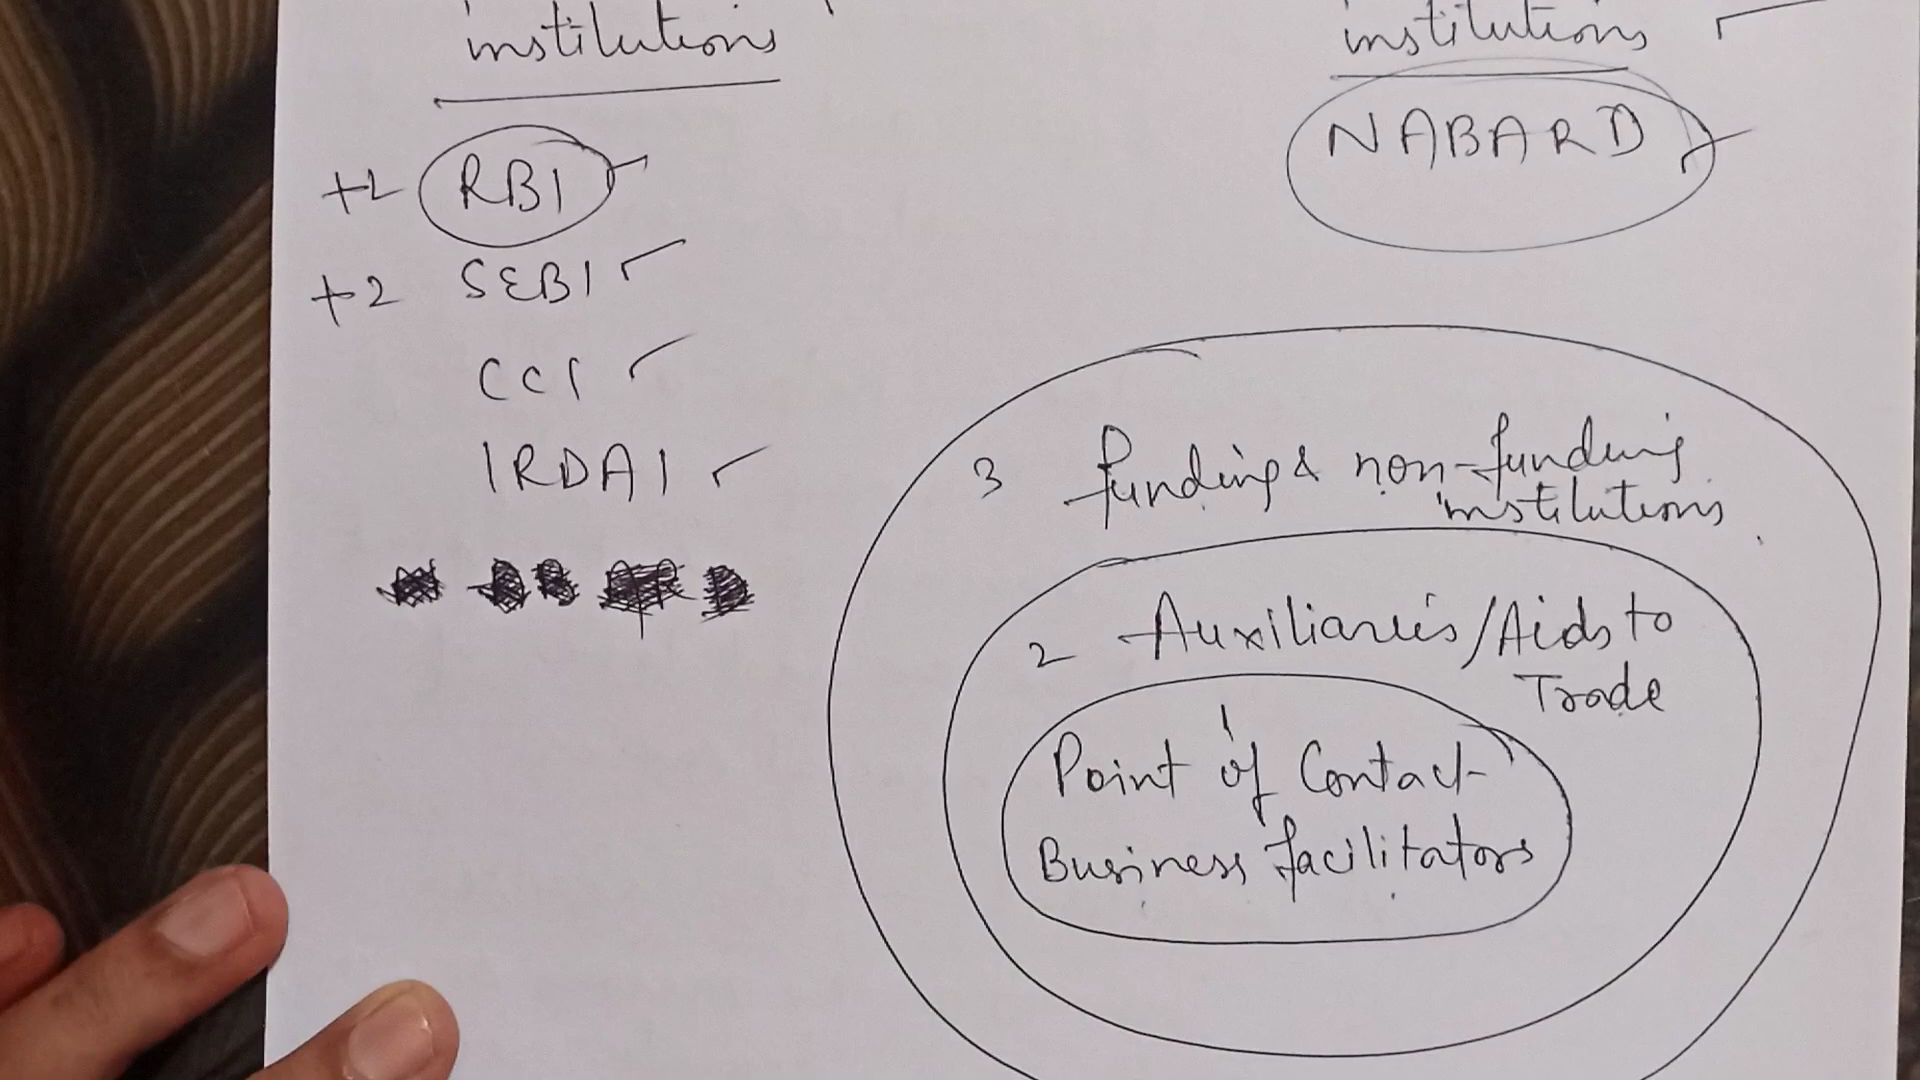 institutions
+2 RBI
+2 SEBI
CCI
IRDAI
institutions
NABARD
3 funding & non-funding
institutions
2 Auxiliaries/Aids to
Trade
1
Point of Contact
Business facilitators